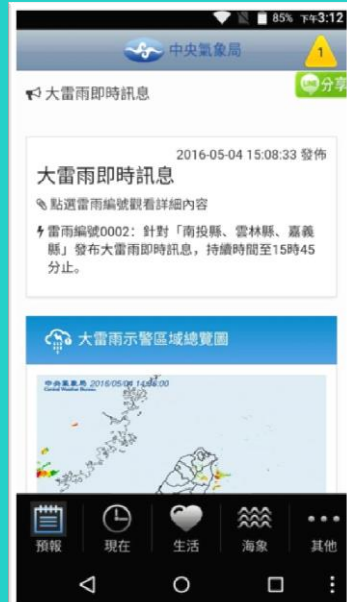 85% 下午3:12
中央氣象局
1
大雷雨即時訊息
分享
2016-05-04 15:08:33 發佈
大雷雨即時訊息
點選雷雨編號觀看詳細內容
雷雨編號0002：針對「南投縣、雲林縣、嘉義
縣」發布大雷雨即時訊息，持續時間至15時45
分止。
大雷雨示警區域總覽圖
中央氣象局
Central Weather Bureau
預報 現在 生活 海象 其他